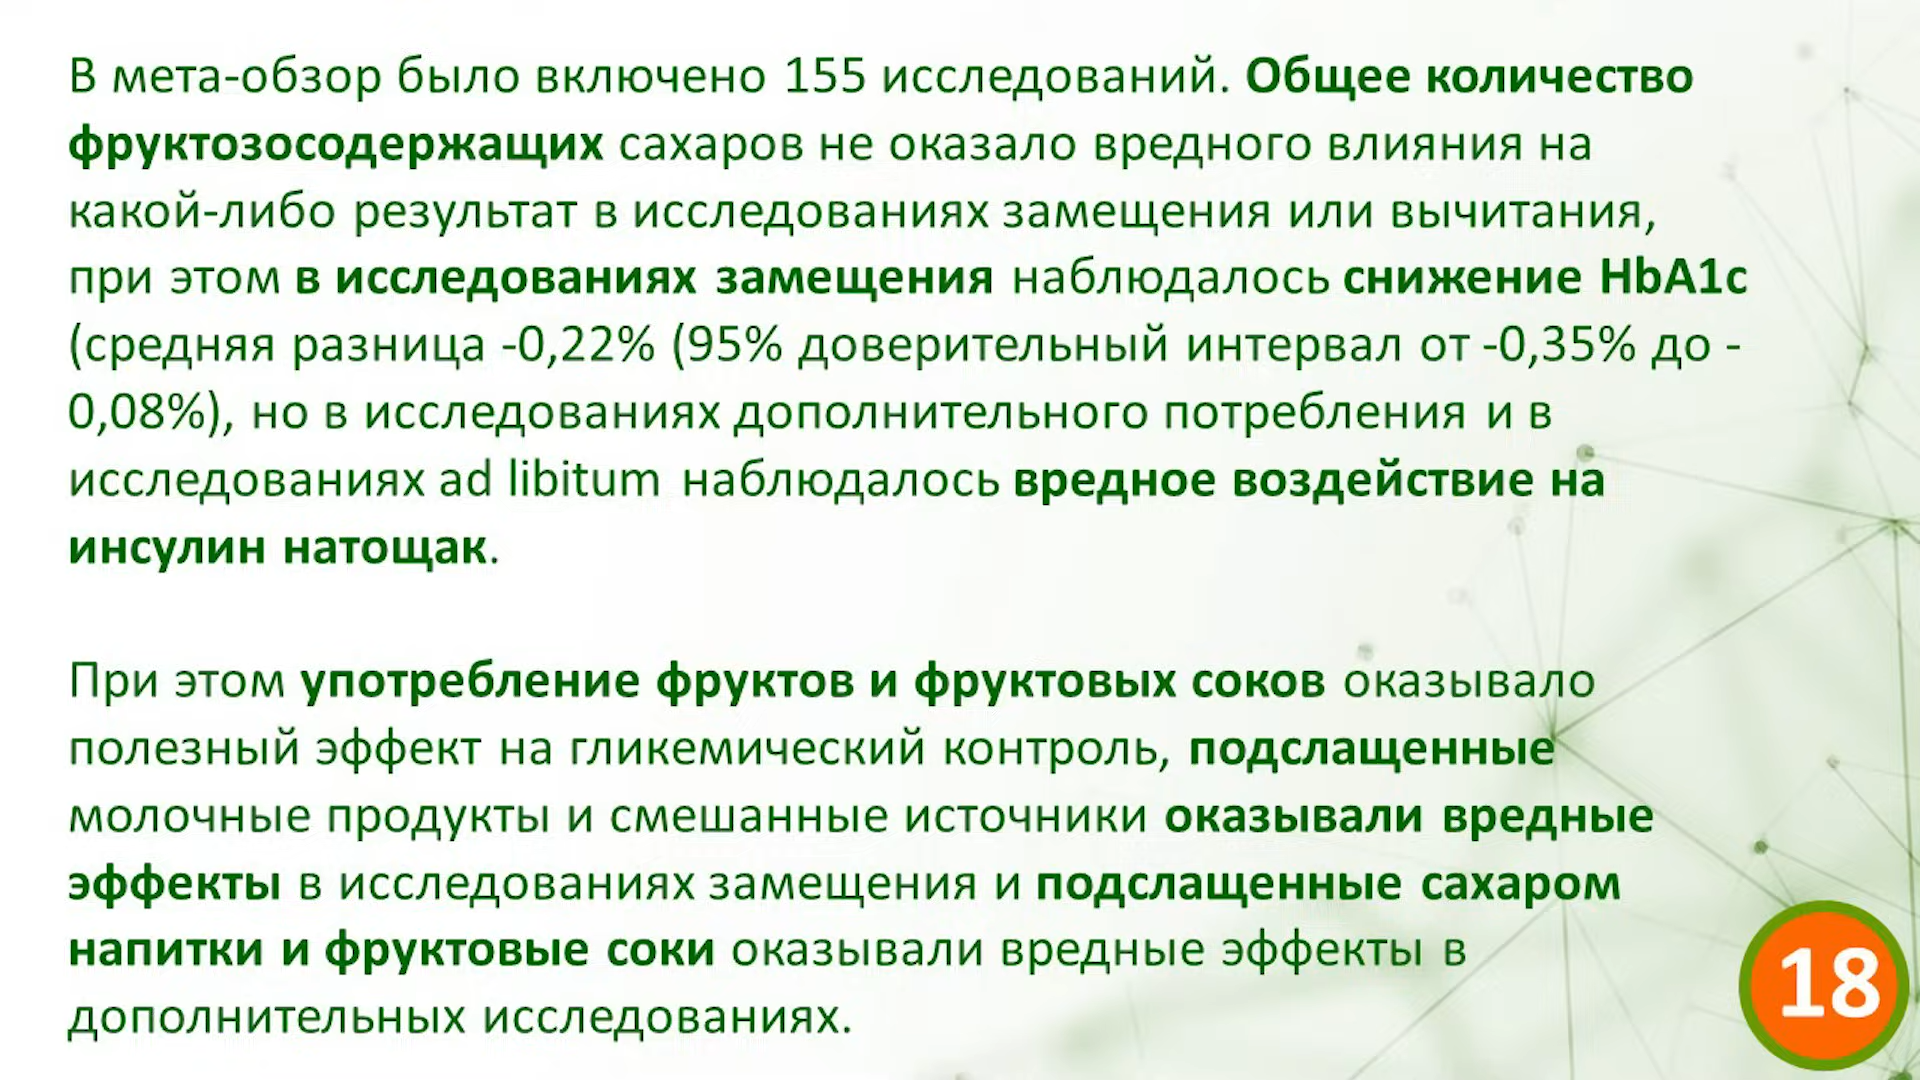 В мета-обзор было включено 155 исследований. Общее количество
фруктозосодержащих сахаров не оказало вредного влияния на
какой-либо результат в исследованиях замещения или вычитания,
при этом в исследованиях замещения наблюдалось снижение HbA1c
(средняя разница -0,22% (95% доверительный интервал от -0,35% до -
0,08%), но в исследованиях дополнительного потребления и в
исследованиях ad libitum наблюдалось вредное воздействие на
инсулин натощак.
При этом употребление фруктов и фруктовых соков оказывало
полезный эффект на гликемический контроль, подслащенные
молочные продукты и смешанные источники оказывали вредные
эффекты в исследованиях замещения и подслащенные сахаром
напитки и фруктовые соки оказывали вредные эффекты в
дополнительных исследованиях.
18